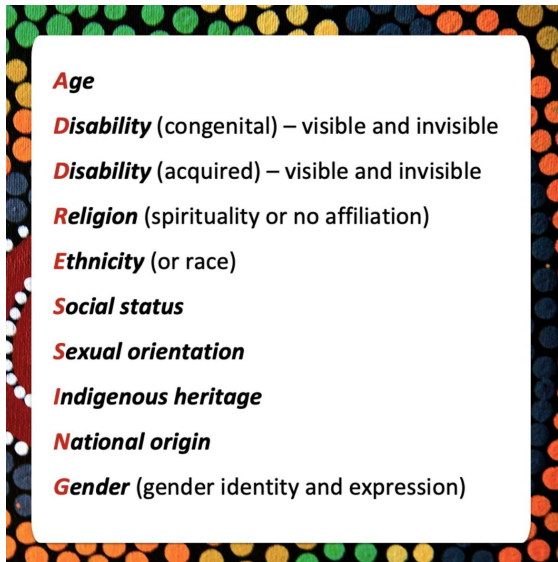 Age
Disability (congenital) – visible and invisible
Disability (acquired) – visible and invisible
Religion (spirituality or no affiliation)
Ethnicity (or race)
Social status
Sexual orientation
Indigenous heritage
National origin
Gender (gender identity and expression)